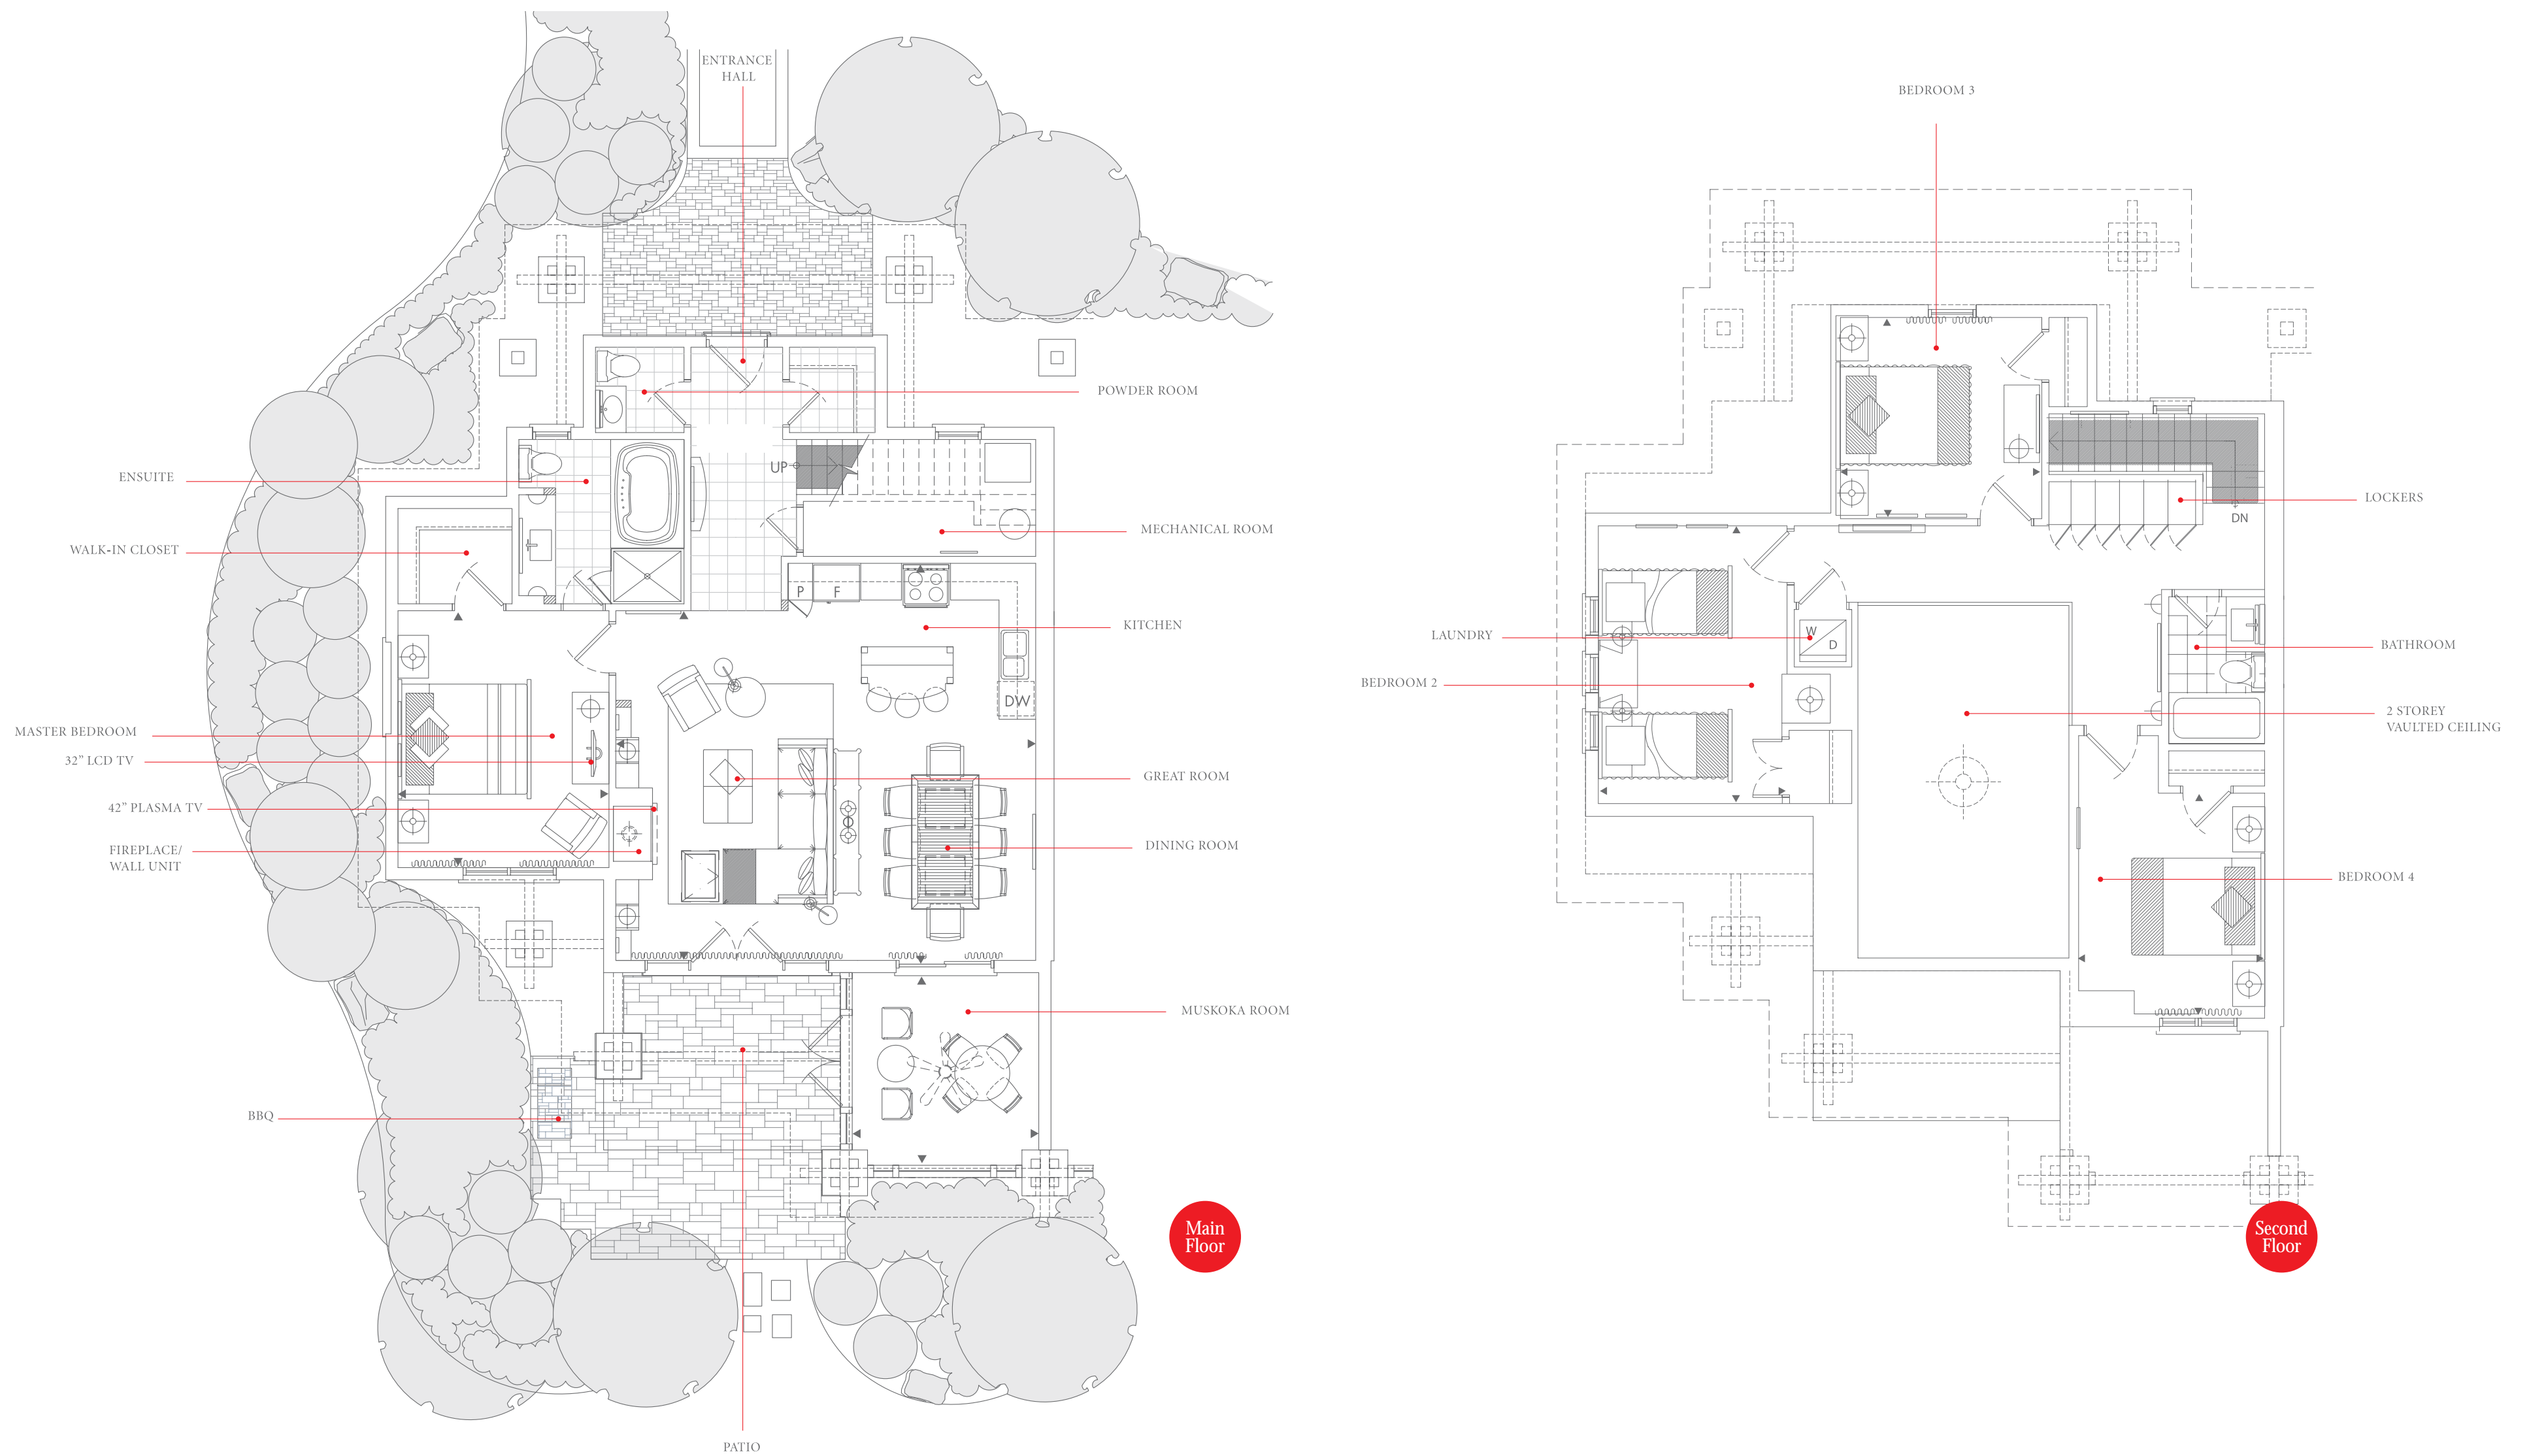 ENTRANCE
HALL
POWDER ROOM
ENSUITE
UP
MECHANICAL ROOM
WALK-IN CLOSET
P
F
KITCHEN
DW
MASTER BEDROOM
32” LCD TV
GREAT ROOM
42” PLASMA TV
DINING ROOM
FIREPLACE/
WALL UNIT
MUSKOKA ROOM
BBQ
Main
Floor
PATIO
BEDROOM 3
LOCKERS
DN
LAUNDRY
W
D
BATHROOM
BEDROOM 2
2 STOREY
VAULTED CEILING
BEDROOM 4
Second
Floor